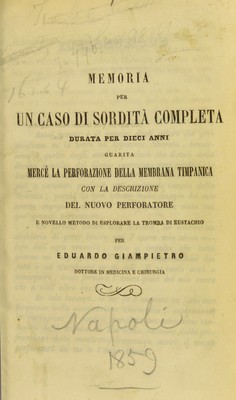 MEMORIA
PER
UN CASO DI SORDITÀ COMPLETA
DURATA PER DIECI ANNI
GUARITA
MERCÉ LA PERFORAZIONE DELLA MEMBRANA TIMPANICA
CON LA DESCRIZIONE
DEL NUOVO PERFORATORE
E NOVELLO METODO DI ESPLORARE LA TROMBA DI EUSTACHIO
PER
EDUARDO GIAMPIETRO
DOTTORE IN MEDICINA E CHIRURGIA
Napoli
1859